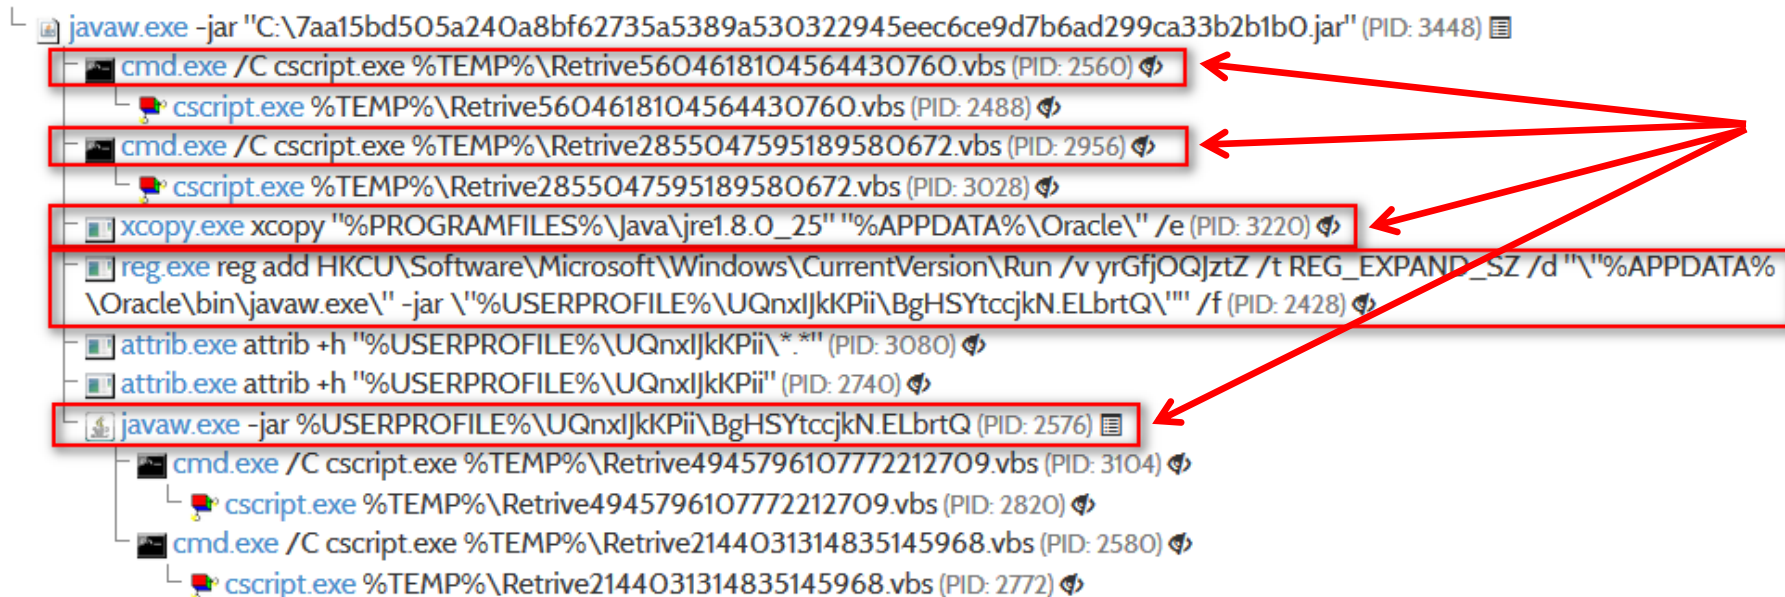 javaw.exe -jar "C:\7aa15bd505a240a8bf62735a5389a530322945eec6ce9d7b6ad299ca33b2b1b0.jar" (PID: 3448)
cmd.exe /C cscript.exe %TEMP%\Retrive5604618104564430760.vbs (PID: 2560)
cscript.exe %TEMP%\Retrive5604618104564430760.vbs (PID: 2488)
cmd.exe /C cscript.exe %TEMP%\Retrive2855047595189580672.vbs (PID: 2956)
cscript.exe %TEMP%\Retrive2855047595189580672.vbs (PID: 3028)
xcopy.exe xcopy "%PROGRAMFILES%\Java\jre1.8.0_25" "%APPDATA%\Oracle\" /e (PID: 3220)
reg.exe reg add HKCU\Software\Microsoft\Windows\CurrentVersion\Run /v yrGfjOQJztZ /t REG_EXPAND_SZ /d "\"%APPDATA%
\Oracle\bin\javaw.exe\" -jar \"%USERPROFILE%\UQnxIJkKPii\BgHSYtccjkN.ELbrtQ\"" /f (PID: 2428)
attrib.exe attrib +h "%USERPROFILE%\UQnxIJkKPii\*.*" (PID: 3080)
attrib.exe attrib +h "%USERPROFILE%\UQnxIJkKPii" (PID: 2740)
javaw.exe -jar %USERPROFILE%\UQnxIJkKPii\BgHSYtccjkN.ELbrtQ (PID: 2576)
cmd.exe /C cscript.exe %TEMP%\Retrive4945796107772212709.vbs (PID: 3104)
cscript.exe %TEMP%\Retrive4945796107772212709.vbs (PID: 2820)
cmd.exe /C cscript.exe %TEMP%\Retrive2144031314835145968.vbs (PID: 2580)
cscript.exe %TEMP%\Retrive2144031314835145968.vbs (PID: 2772)